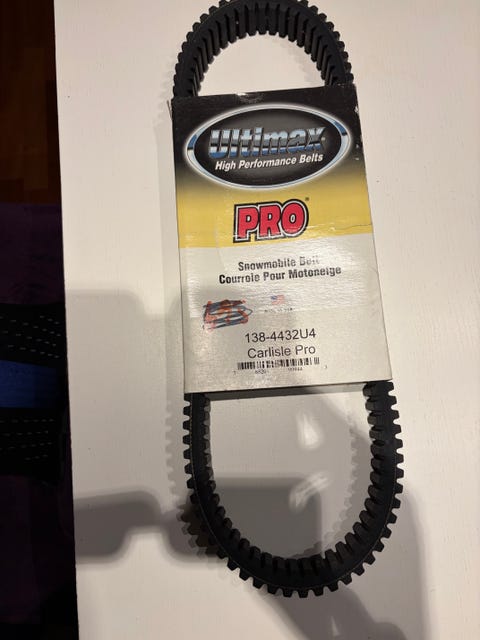 Ultimax
High Performance Belts
PRO
Snowmobile Belt
Courroie Pour Motoneige
138-4432U4
Carlisle Pro